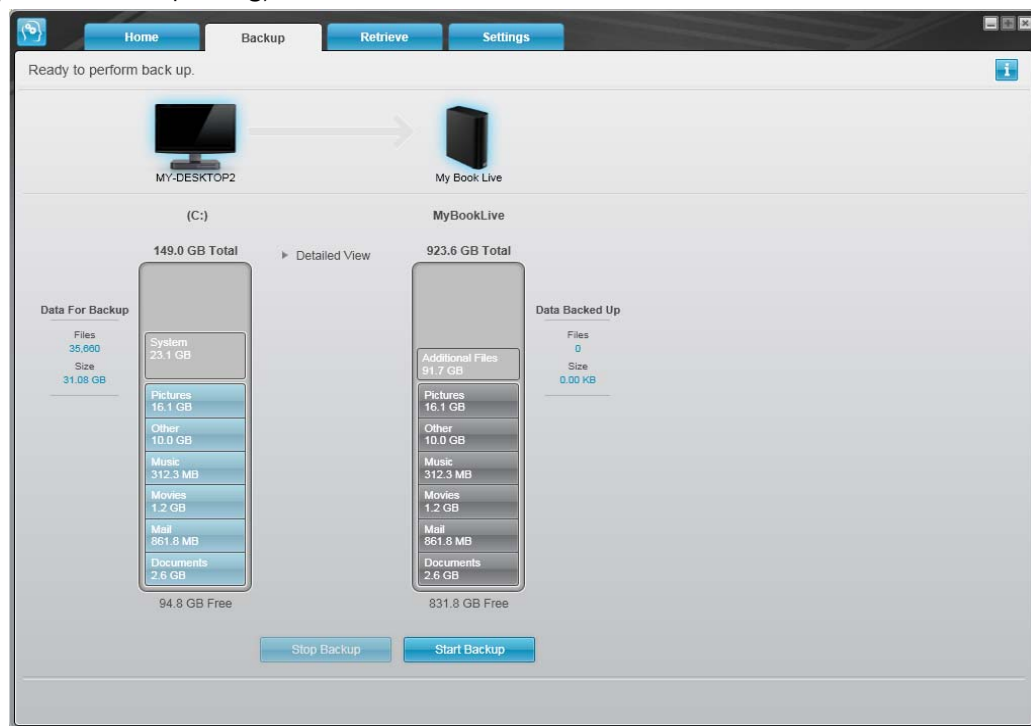 Home Backup Retrieve Settings
Ready to perform back up.
MY-DESKTOP2
My Book Live
(C:)
MyBookLive
149.0 GB Total
Detailed View
923.6 GB Total
Data For Backup
Files
35,660
Size
31.08 GB
System
23.1 GB
Pictures
16.1 GB
Other
10.0 GB
Music
312.3 MB
Movies
1.2 GB
Mail
861.8 MB
Documents
2.6 GB
94.8 GB Free
Additional Files
91.7 GB
Pictures
16.1 GB
Other
10.0 GB
Music
312.3 MB
Movies
1.2 GB
Mail
861.8 MB
Documents
2.6 GB
831.8 GB Free
Data Backed Up
Files
0
Size
0.00 KB
Stop Backup
Start Backup